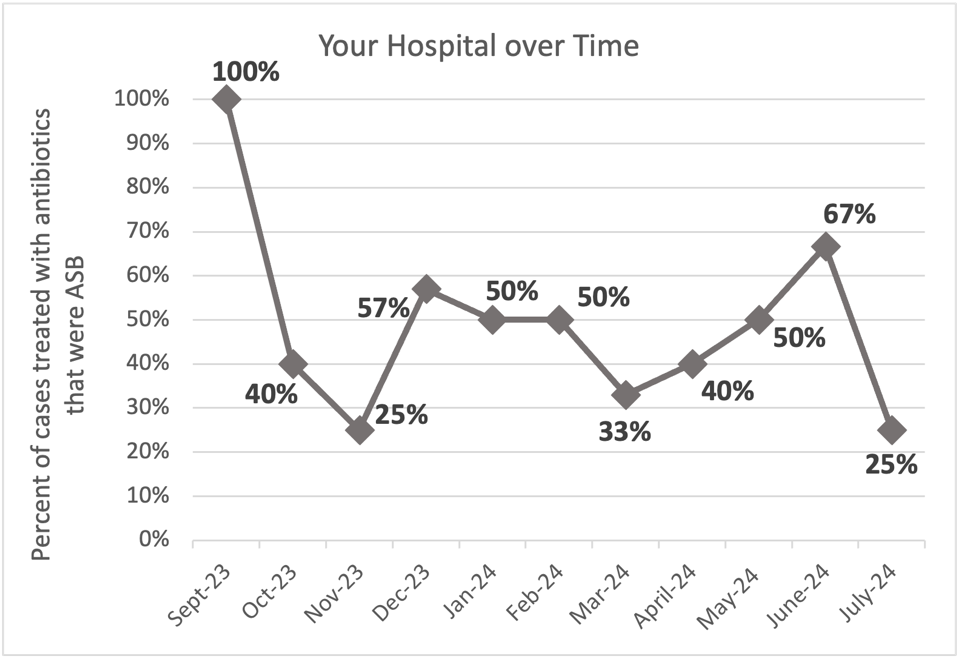 Your Hospital over Time
Percent of cases treated with antibiotics
that were ASB
100%
90%
80%
70%
60%
50%
40%
30%
20%
10%
0%
100%
40%
25%
57%
50%
50%
33%
40%
50%
67%
25%
Sept-23
Oct-23
Nov-23
Dec-23
Jan-24
Feb-24
Mar-24
April-24
May-24
June-24
July-24